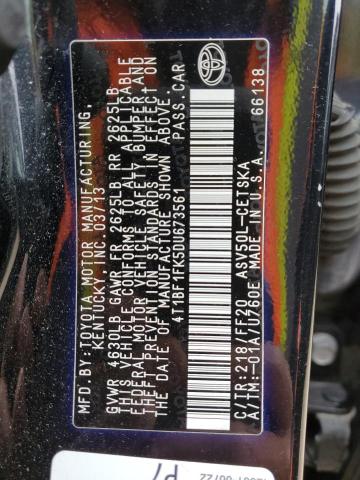 MFD.BY:TOYOTA MOTOR MANUFACTURING,
KENTUCKY, INC. 03/13
GVWR 4630LB GAWR FR 2625LB RR 2625LB
THIS VEHICLE CONFORMS TO ALL APPLICABLE
FEDERAL MOTOR VEHICLE SAFETY, BUMPER, AND
THEFT PREVENTION STANDARDS IN EFFECT ON
THE DATE OF MANUFACTURE SHOWN ABOVE.
4T1BF1FK5DU673561 PASS.CAR
C/TR:218/FF20 ASV50L-CETSKA
A/TM:-01A/U760E A U.S.A. 66138